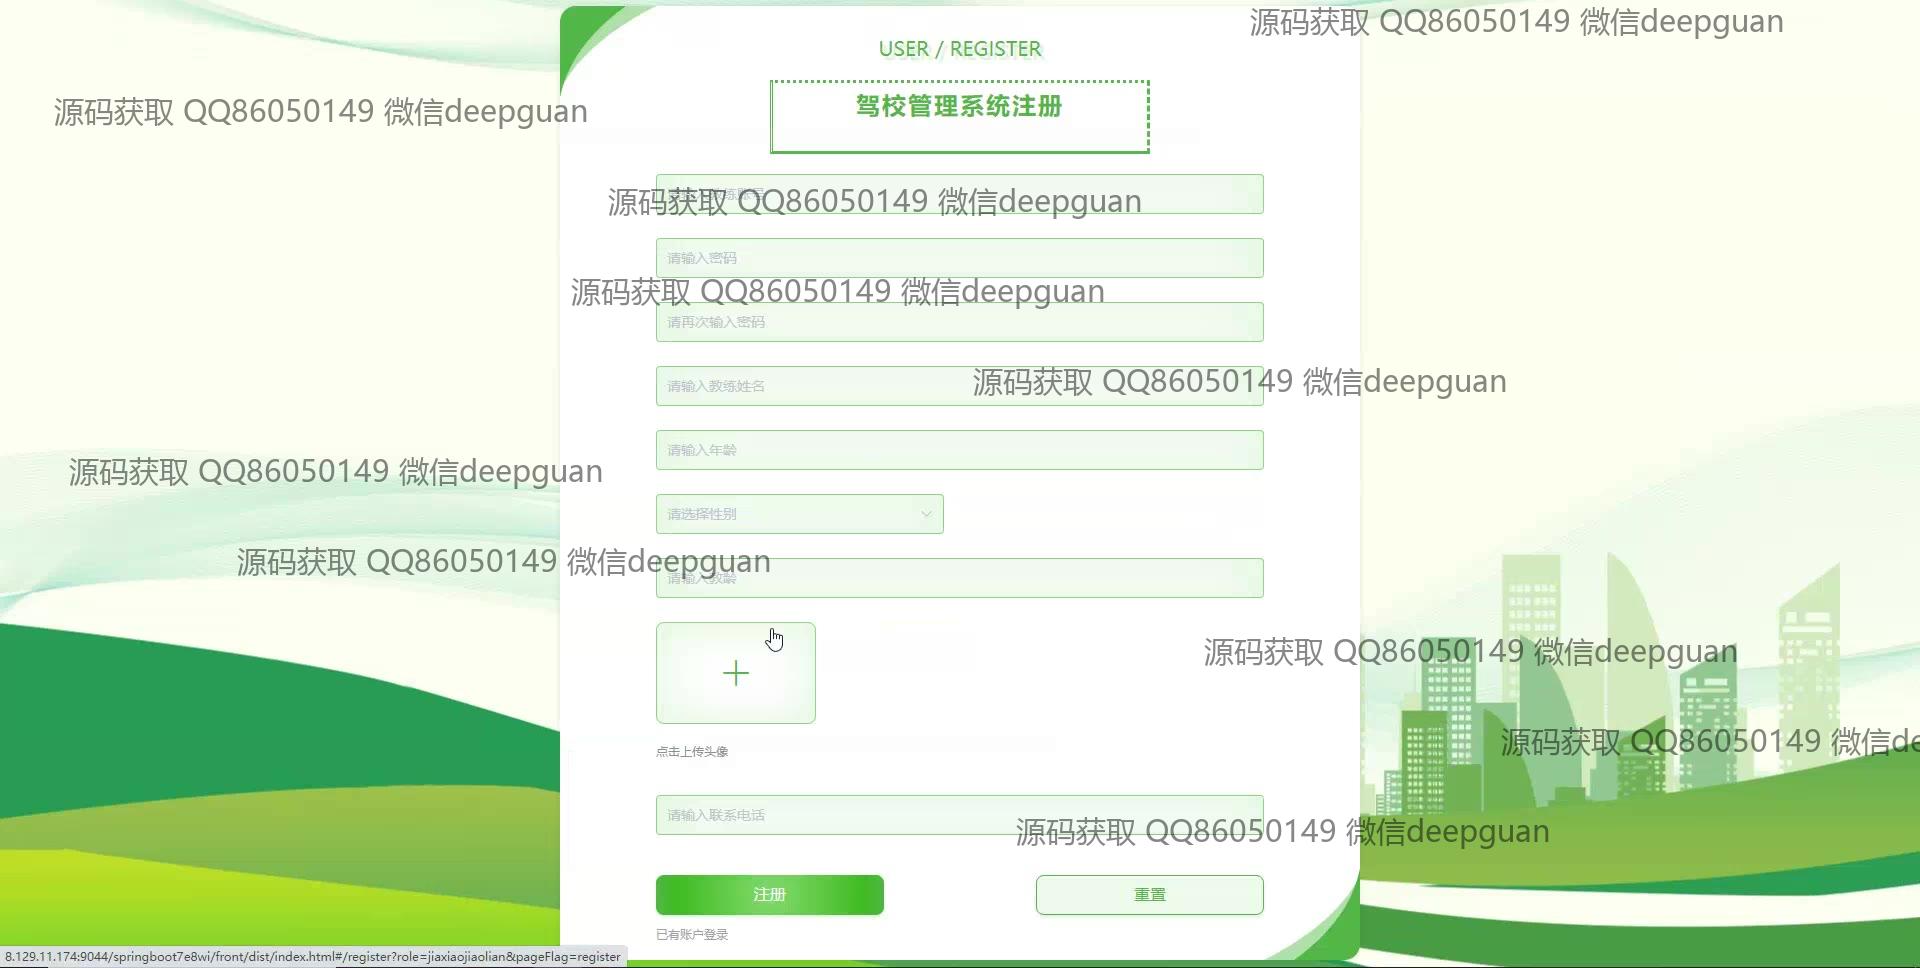 源码获取 QQ86050149 微信deepguan
USER / REGISTER
源码获取 QQ86050149 微信deepguan
驾校管理系统注册
请输入教练账号
源码获取 QQ86050149 微信deepguan
请输入密码
源码获取 QQ86050149 微信deepguan
请再次输入密码
请输入教练姓名
源码获取 QQ86050149 微信deepguan
请输入年龄
源码获取 QQ86050149 微信deepguan
请选择性别
源码获取 QQ86050149 微信deepguan
请输入教龄
源码获取 QQ86050149 微信deepguan
点击上传头像
源码获取 QQ86050149 微信de
请输入联系电话
源码获取 QQ86050149 微信deepguan
注册
重置
已有账户登录
8.129.11.174:9044/springboot7e8wi/front/dist/index.html#/register?role=jiaxiaojiaolian&pageFlag=register